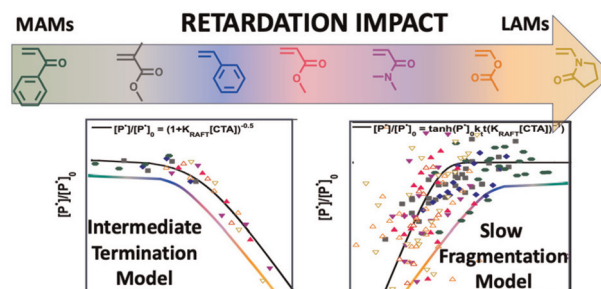 MAMs
RETARDATION IMPACT
LAMs
O
O
O
O
O
N
O
O
N
O
[P•]/[P•]₀ = (1+K_RAFT[CTA])^-0.5
[P•]/[P•]₀
Intermediate
Termination
Model
[P•]/[P•]₀ = tanh(P•]₀k_t(K_RAFT[CTA])
[P•]/[P•]₀
Slow
Fragmentation
Model